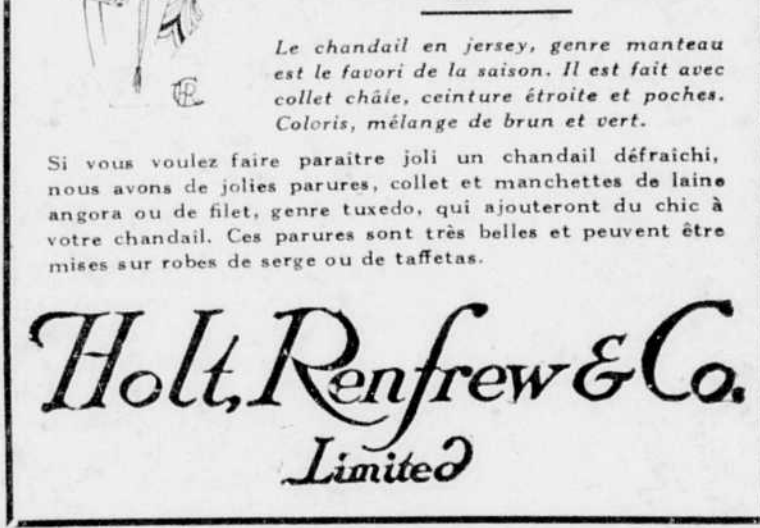 Le chandail en jersey, genre manteau
est le favori de la saison. Il est fait avec
collet châie, ceinture étroite et poches.
Coloris, mélange de brun et vert.
Si vous voulez faire paraître joli un chandail défraîchi,
nous avons de jolies parures, collet et manchettes de laine
angora ou de filet, genre tuxedo, qui ajouteront du chic à
votre chandail. Ces parures sont très belles et peuvent être
mises sur robes de serge ou de taffetas.
Holt, Renfrew & Co.
Limited